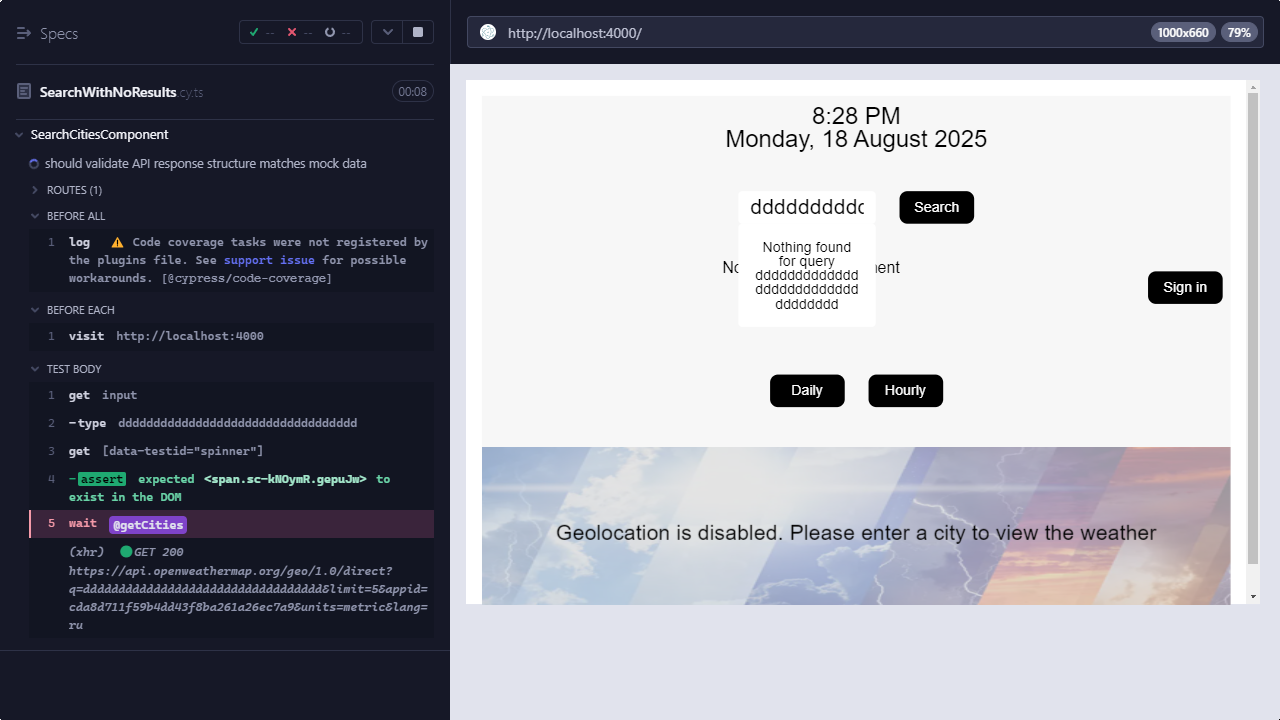 Specs
-- -- --
SearchWithNoResults.cy.ts
00:08
SearchCitiesComponent
should validate API response structure matches mock data
ROUTES (1)
BEFORE ALL
1 log ⚠ Code coverage tasks were not registered by
the plugins file. See support issue for possible
workarounds. [@cypress/code-coverage]
BEFORE EACH
1 visit http://localhost:4000
TEST BODY
1 get input
2 -type dddddddddddddddddddddddddddddddddd
3 get [data-testid="spinner"]
4 -assert expected <span.sc-kNOymR.gepuJw> to
exist in the DOM
5 wait @getCities
(xhr) GET 200
https://api.openweathermap.org/geo/1.0/direct?
q=dddddddddddddddddddddddddddddddddd&limit=5&appid=
cda8d711f59b4dd43f8ba261a26ec7a9&units=metric&lang=
ru
http://localhost:4000/
1000x660
79%
8:28 PM
Monday, 18 August 2025
dddddddddd
Search
Nothing found
for query
ddddddddddddd
ddddddddddddd
dddddddd
Sign in
Daily
Hourly
Geolocation is disabled. Please enter a city to view the weather